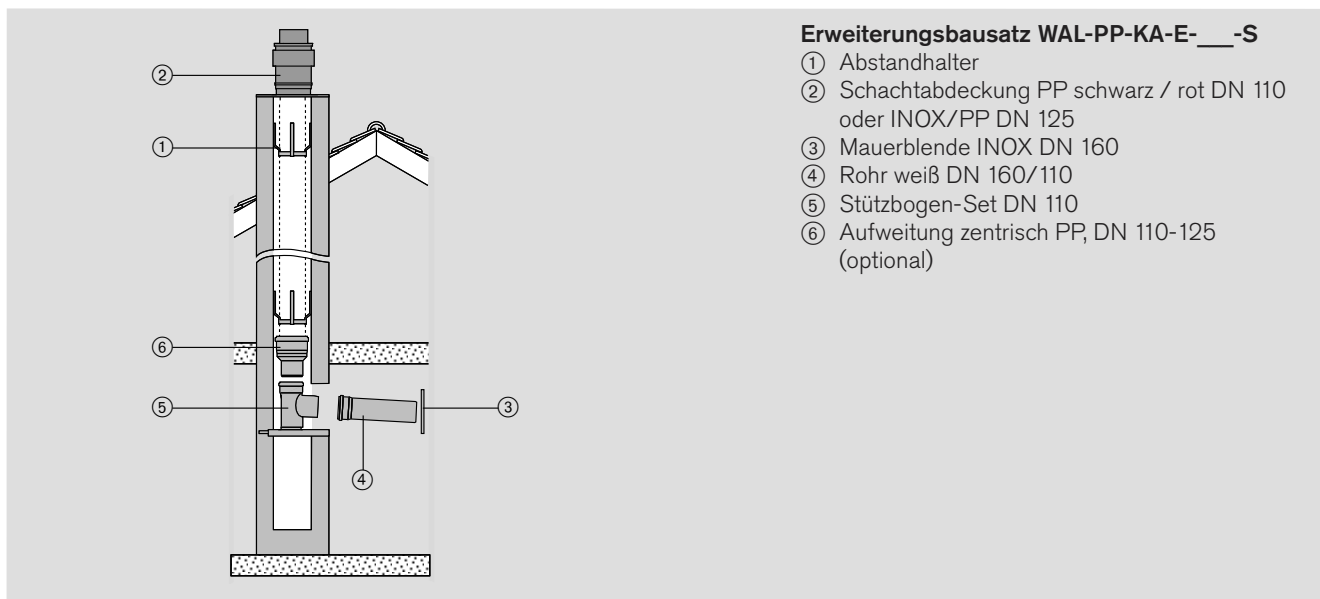 Erweiterungsbausatz WAL-PP-KA-E-___-S
① Abstandhalter
② Schachtabdeckung PP schwarz / rot DN 110
oder INOX/PP DN 125
③ Mauerblende INOX DN 160
④ Rohr weiß DN 160/110
⑤ Stützbogen-Set DN 110
⑥ Aufweitung zentrisch PP, DN 110-125
(optional)
②
①
⑥
⑤
③
④